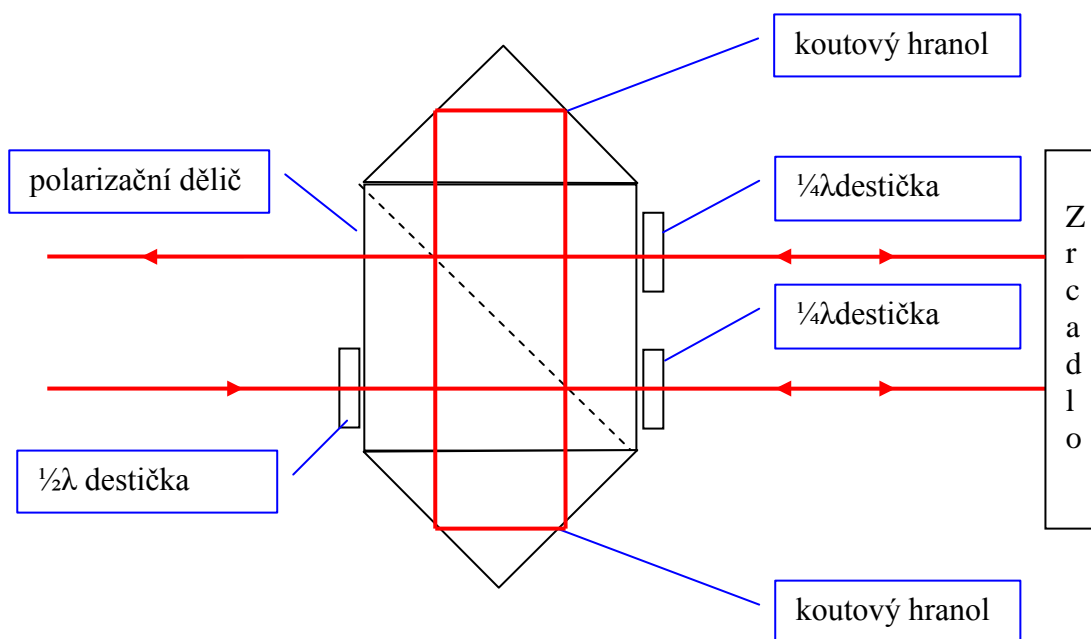 koutový hranol
polarizační dělič
¼λdestička
¼λdestička
½λ destička
koutový hranol
Z
r
c
a
d
l
o